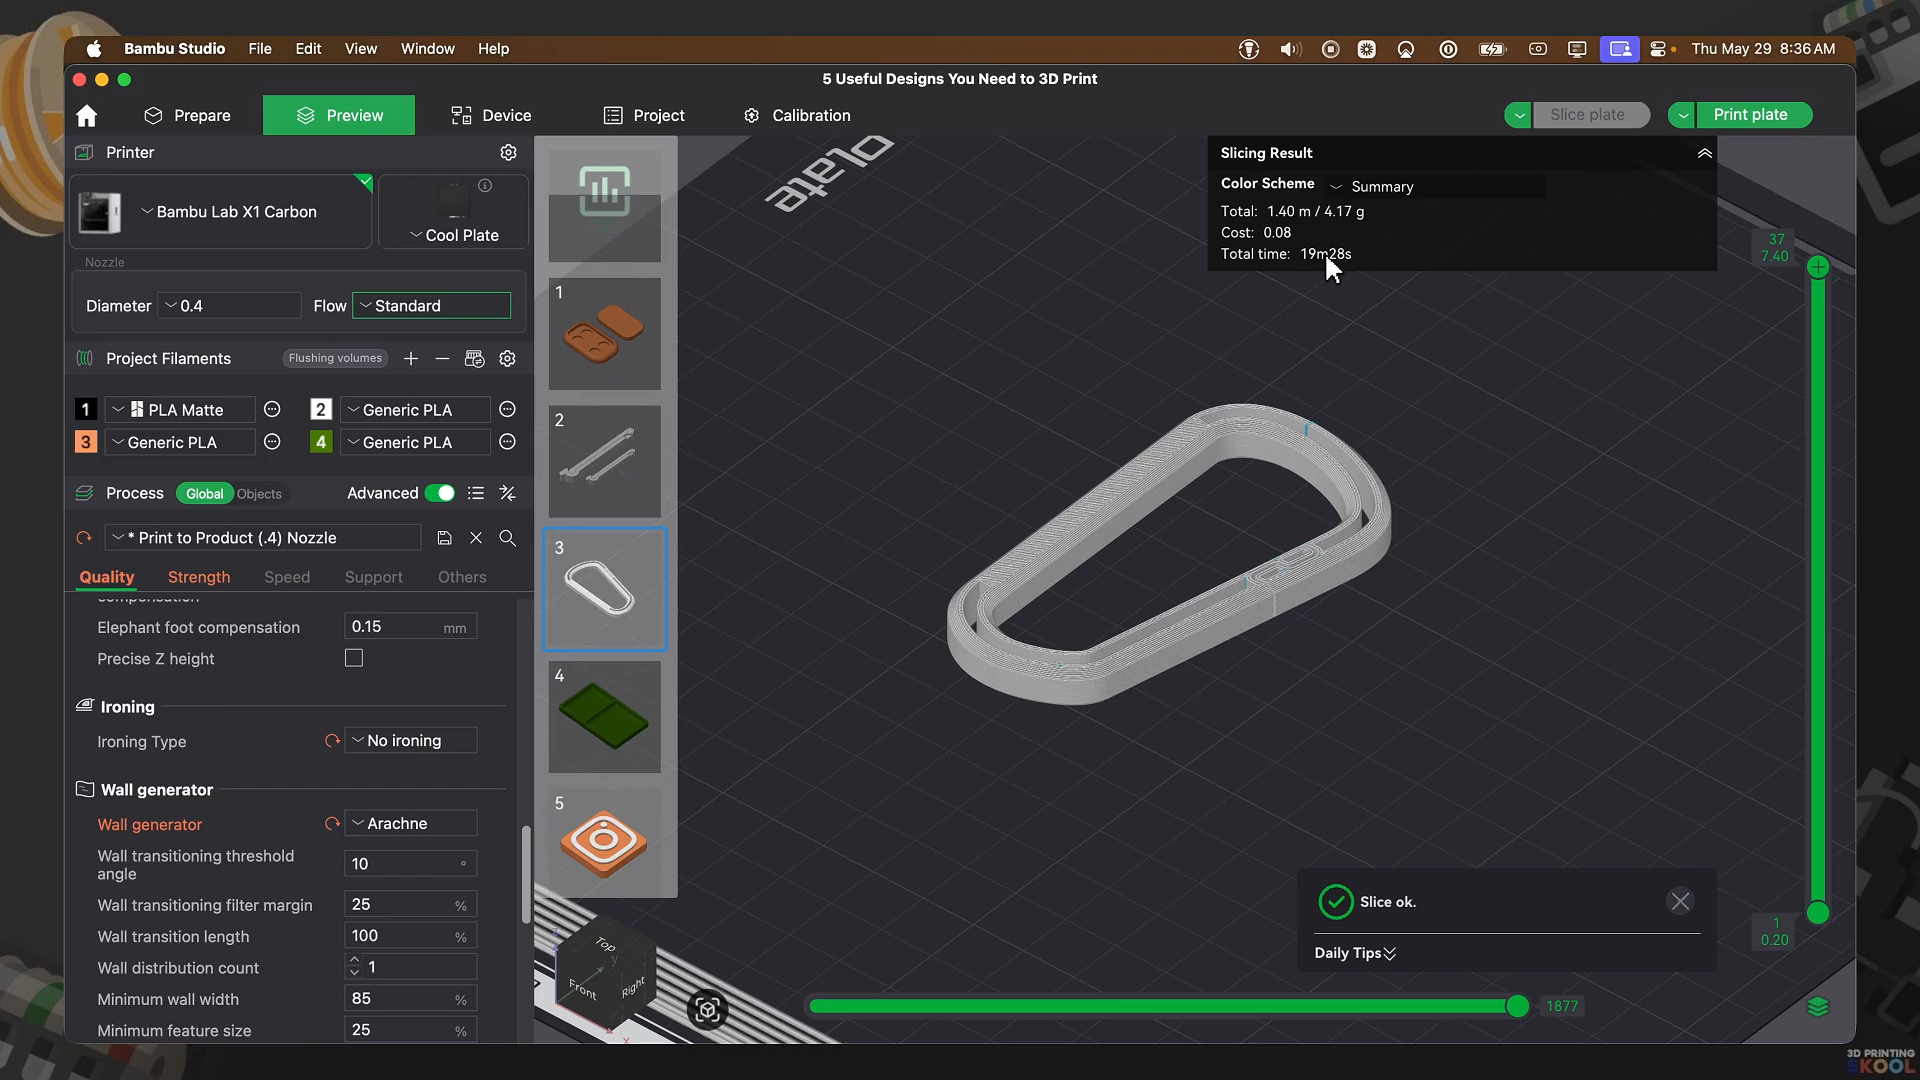 Bambu Studio File Edit View Window Help Thu May 29 8:36 AM
5 Useful Designs You Need to 3D Print
Prepare Preview Device Project Calibration Slice plate Print plate
Printer
Bambu Lab X1 Carbon
Cool Plate
Nozzle
Diameter 0.4 Flow Standard
Project Filaments Flushing volumes
1 PLA Matte 2 Generic PLA
3 Generic PLA 4 Generic PLA
Process Global Objects Advanced
* Print to Product (.4) Nozzle
Quality Strength Speed Support Others
compensation
Elephant foot compensation 0.15 mm
Precise Z height
Ironing
Ironing Type No ironing
Wall generator
Wall generator Arachne
Wall transitioning threshold
angle 10 °
Wall transitioning filter margin 25 %
Wall transition length 100 %
Wall distribution count 1
Minimum wall width 85 %
Minimum feature size 25 %
1
2
3
4
5
Top
Front
Right
y
x
z
plate
Slicing Result
Color Scheme Summary
Total: 1.40 m / 4.17 g
Cost: 0.08
Total time: 19m28s
37
7.40
1
0.20
Slice ok.
Daily Tips
1877
3D PRINTING
SKOOL